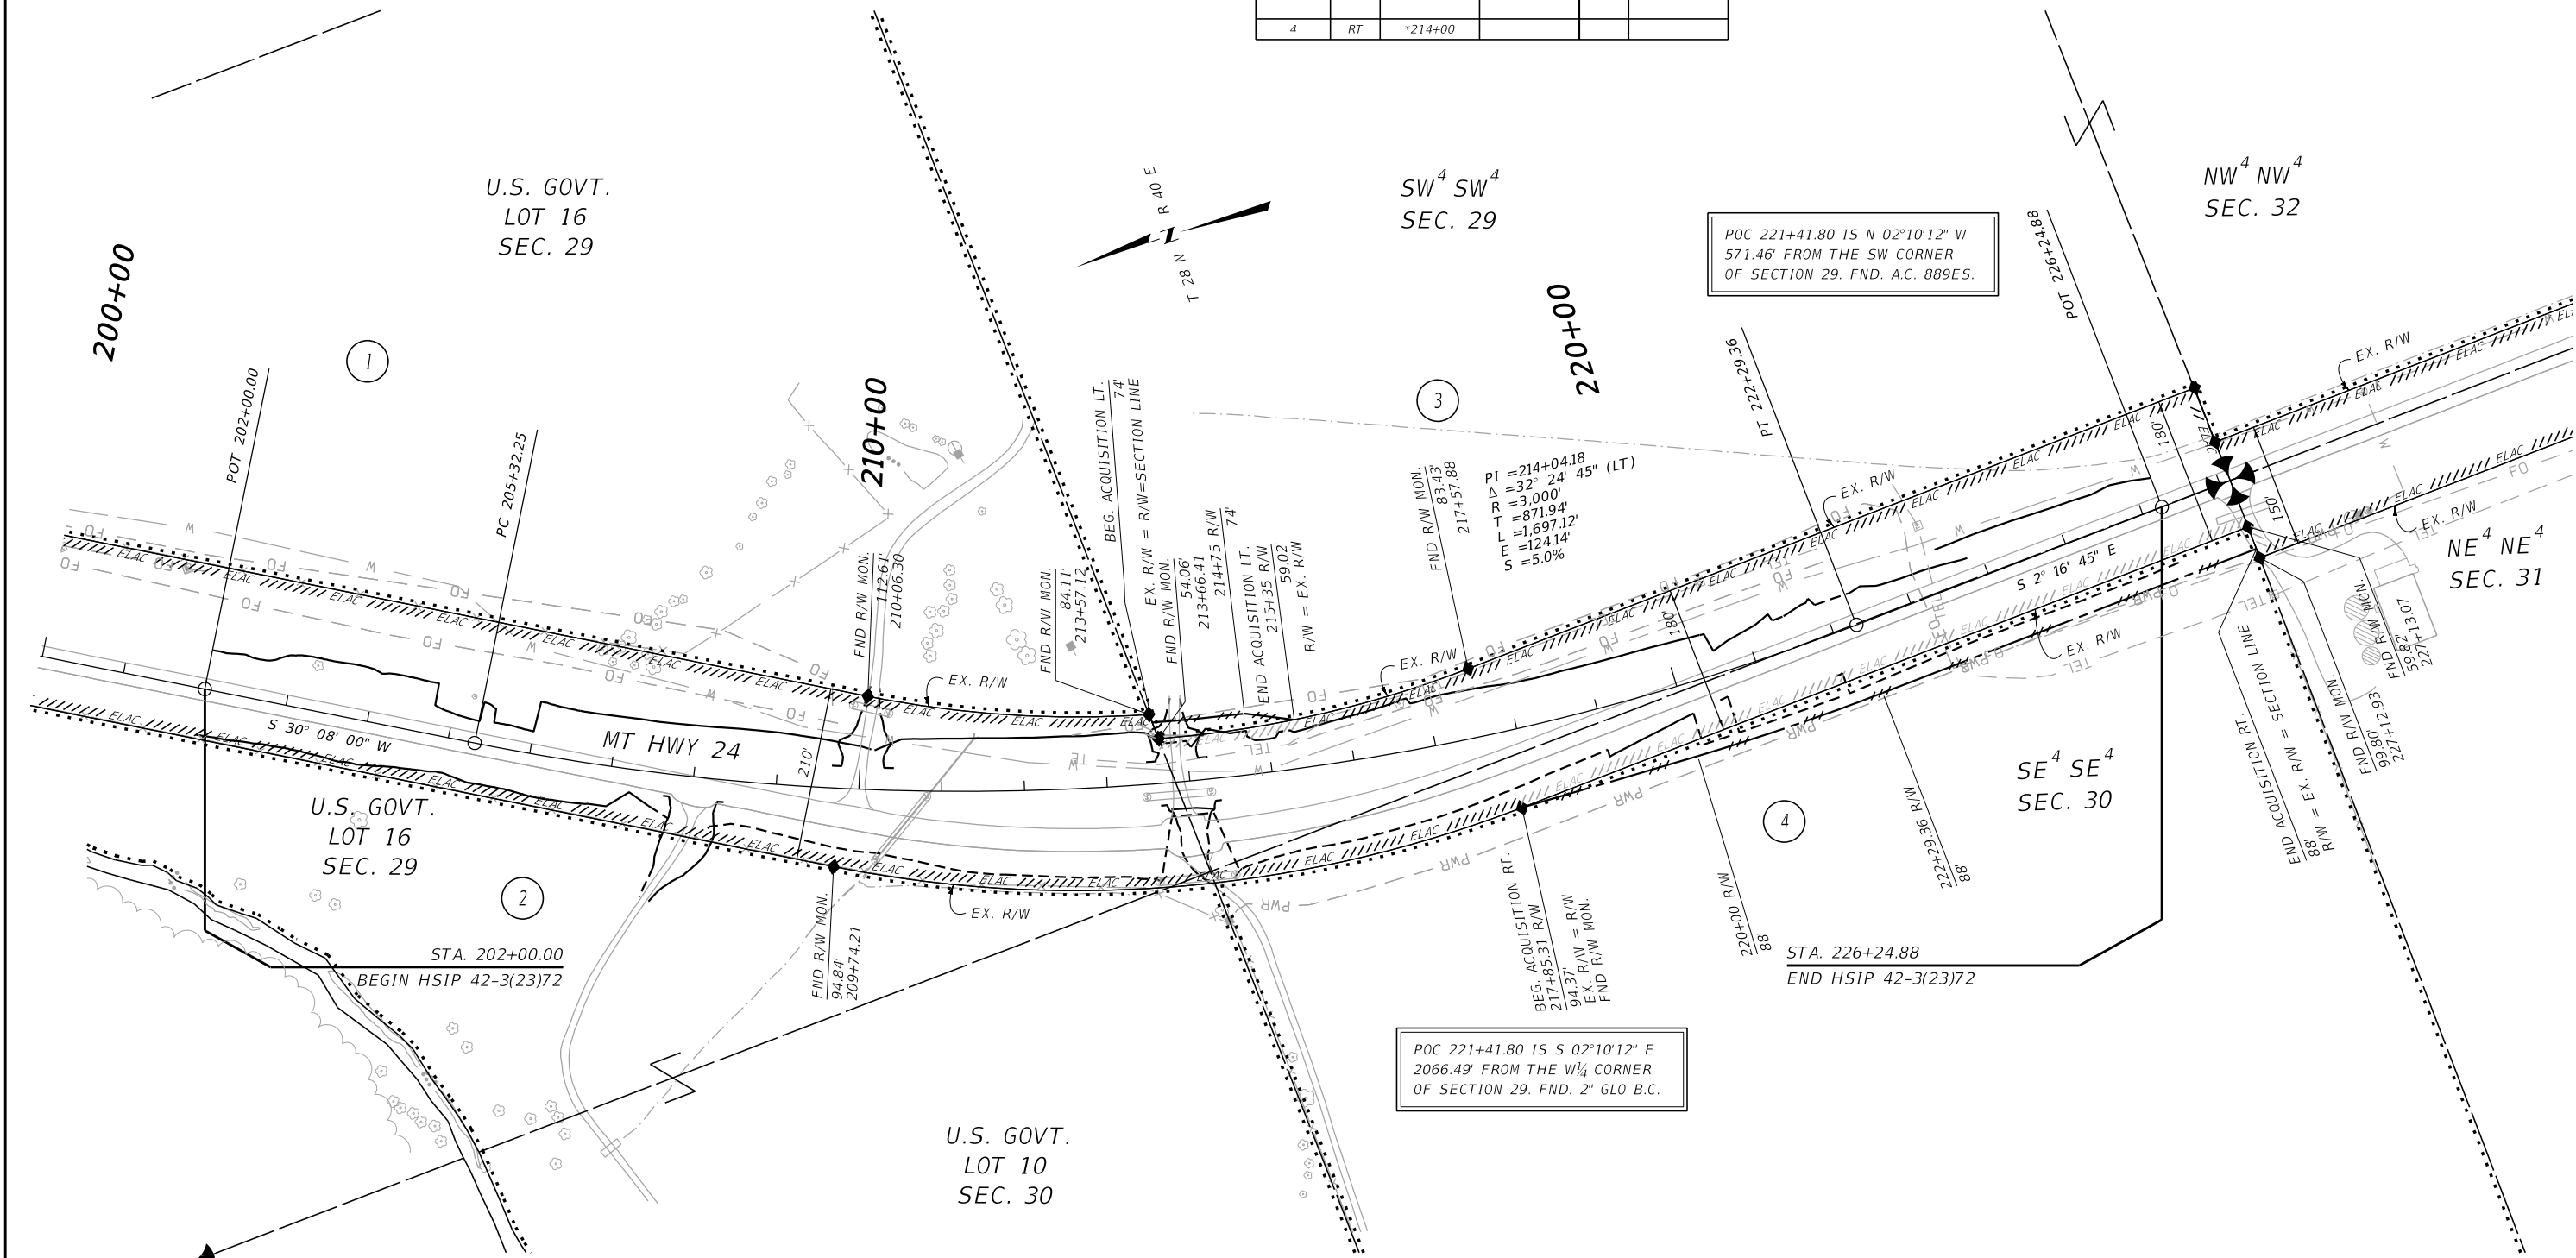 4 RT *214+00
U.S. GOVT.
LOT 16
SEC. 29
SW⁴ SW⁴
SEC. 29
NW⁴ NW⁴
SEC. 32
R 40 E
T 28 N
POC 221+41.80 IS N 02°10'12" W
571.46' FROM THE SW CORNER
OF SECTION 29. FND. A.C. 889ES.
200+00
210+00
220+00
1
3
POT 202+00.00
PC 205+32.25
PT 222+29.36
POT 226+24.88
FND R/W MON.
112.61'
210+06.30
FND R/W MON.
84.11'
213+57.12
BEG. ACQUISITION LT.
74'
EX. R/W = R/W=SECTION LINE
FND R/W MON.
54.06'
213+66.41
214+75 R/W
74'
END ACQUISITION LT.
215+35 R/W
59.02'
R/W = EX. R/W
FND R/W MON.
83.43'
217+57.88
PI =214+04.18
Δ =32° 24' 45" (LT)
R =3,000'
T =871.94'
L =1,697.12'
E =124.14'
S =5.0%
EX. R/W
EX. R/W
EX. R/W
EX. R/W
EX. R/W
EX. R/W
EX. R/W
180'
180'
150'
210'
S 30° 08' 00" W
MT HWY 24
S 2° 16' 45" E
NE⁴ NE⁴
SEC. 31
SE⁴ SE⁴
SEC. 30
U.S. GOVT.
LOT 16
SEC. 29
2
4
STA. 202+00.00
BEGIN HSIP 42-3(23)72
FND R/W MON.
94.84'
209+74.21
BEG. ACQUISITION RT.
217+85.31 R/W
94.37'
EX. R/W = R/W
FND R/W MON.
220+00 R/W
88'
222+29.36 R/W
88'
STA. 226+24.88
END HSIP 42-3(23)72
END ACQUISITION RT.
88'
R/W = EX. R/W = SECTION LINE
FND R/W MON.
99.80'
227+12.93
FND R/W MON.
59.82'
227+13.07
POC 221+41.80 IS S 02°10'12" E
2066.49' FROM THE W¼ CORNER
OF SECTION 29. FND. 2" GLO B.C.
U.S. GOVT.
LOT 10
SEC. 30
ELAC
FO
W
TEL
PWR